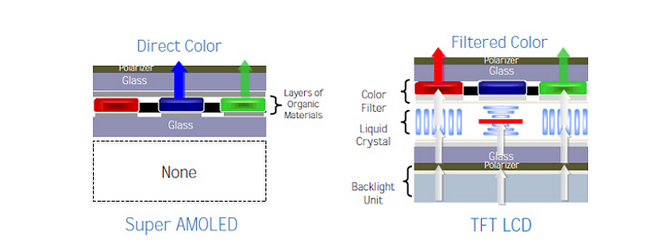 Direct Color
Polarizer
Glass
Layers of
Organic
Materials
Glass
None
Super AMOLED
Filtered Color
Polarizer
Glass
Color
Filter
Liquid
Crystal
Glass
Polarizer
Backlight
Unit
TFT LCD